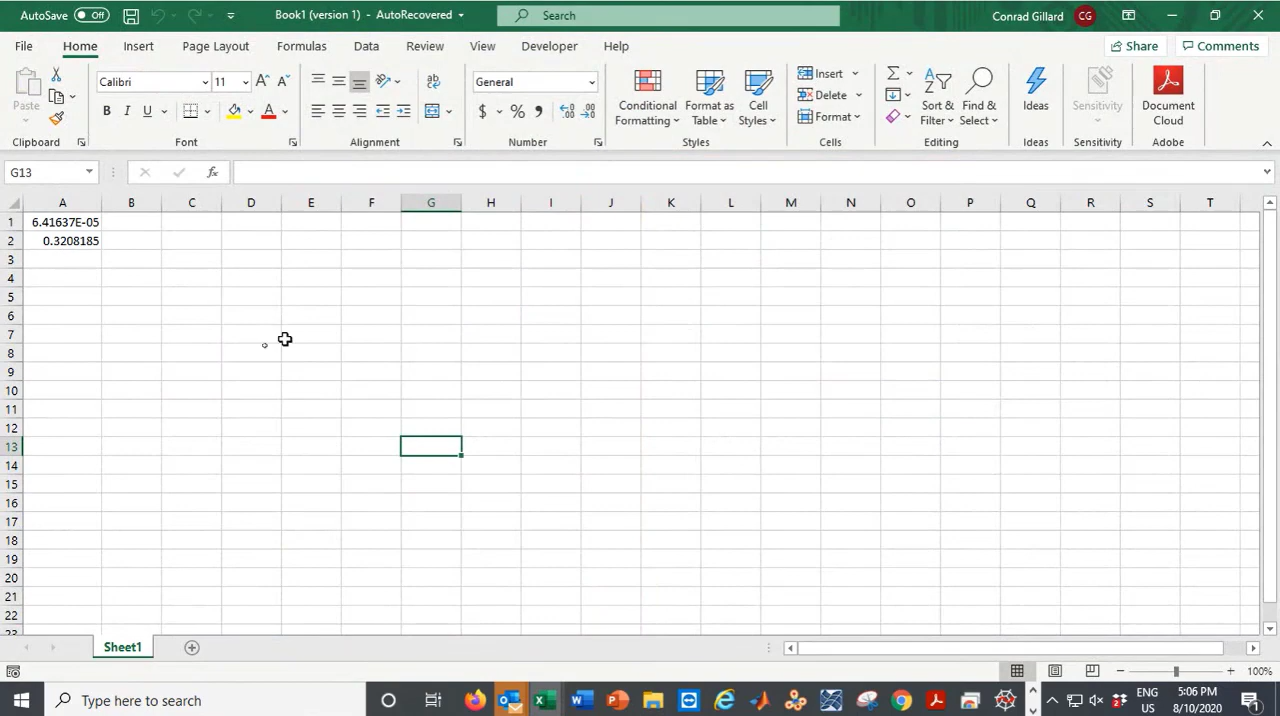 AutoSave Off Book1 (version 1) - AutoRecovered Search Conrad Gillard CG
File Home Insert Page Layout Formulas Data Review View Developer Help Share Comments
Paste Calibri 11 A A B I U A ab General $ % , .00 Conditional Formatting Format as Table Cell Styles Insert Delete Format Sort & Filter Find & Select Ideas Sensitivity Document Cloud
Clipboard Font Alignment Number Styles Cells Editing Ideas Sensitivity Adobe
G13 fx
A B C D E F G H I J K L M N O P Q R S T
1 6.41637E-05
2 0.3208185
3
4
5
6
7
8
9
10
11
12
13
14
15
16
17
18
19
20
21
22
23
Sheet1
100%
Type here to search ENG US 5:06 PM 8/10/2020 1